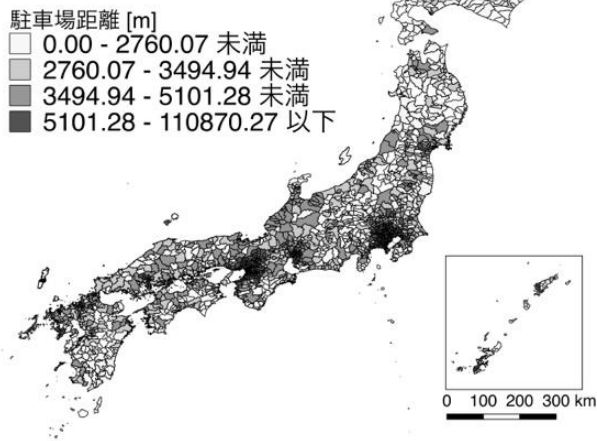 駐車場距離 [m]
0.00 - 2760.07 未満
2760.07 - 3494.94 未満
3494.94 - 5101.28 未満
5101.28 - 110870.27 以下
0 100 200 300 km